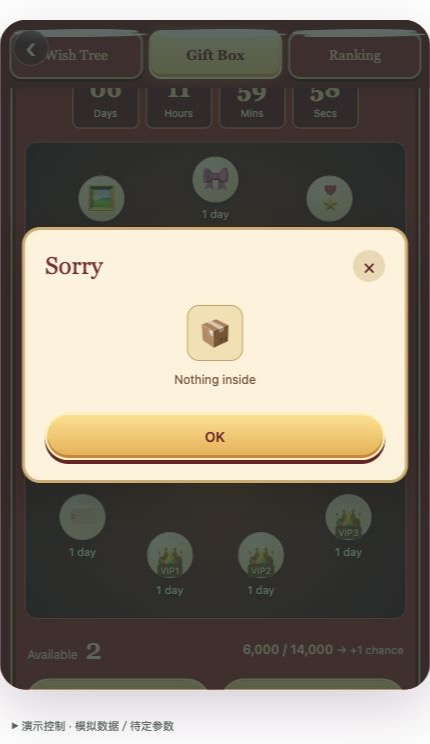 Wish Tree Gift Box Ranking
06 11 59 58
Days Hours Mins Secs
1 day
Sorry
×
Nothing inside
OK
1 day 1 day
VIP3
VIP1 VIP2
1 day 1 day
Available 2 6,000 / 14,000 → +1 chance
▶ 演示控制 · 模拟数据 / 待定参数